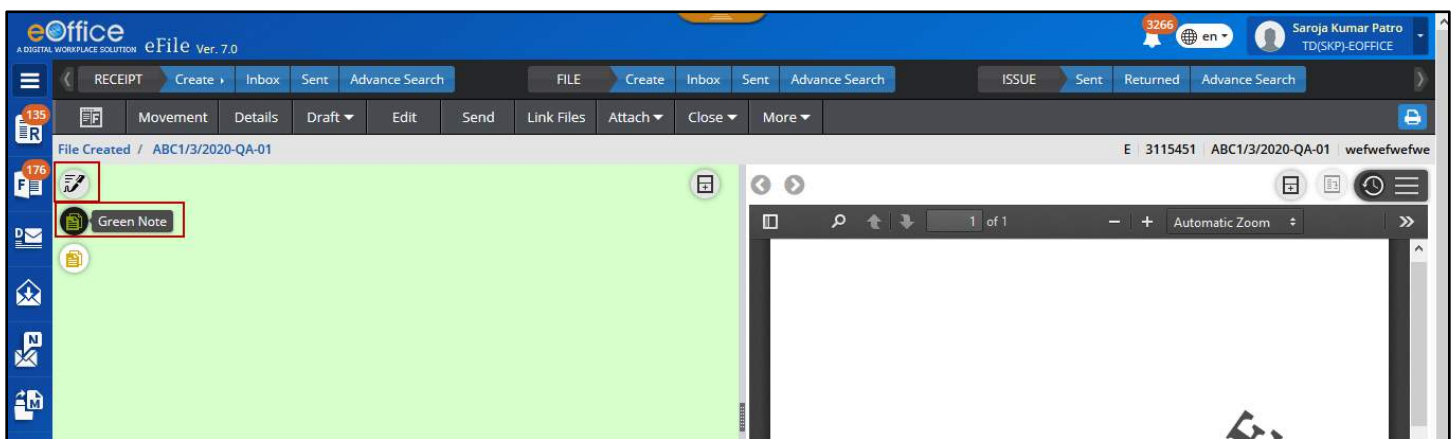 eOffice
A DIGITAL WORKPLACE SOLUTION eFile Ver. 7.0
3266
en
Saroja Kumar Patro
TD(SKP)-EOFFICE
RECEIPT Create Inbox Sent Advance Search FILE Create Inbox Sent Advance Search ISSUE Sent Returned Advance Search
135
R
F Movement Details Draft Edit Send Link Files Attach Close More
File Created / ABC1/3/2020-QA-01 E 3115451 ABC1/3/2020-QA-01 wefwefwefwe
176
F
Green Note
1 of 1 Automatic Zoom
D
N
M